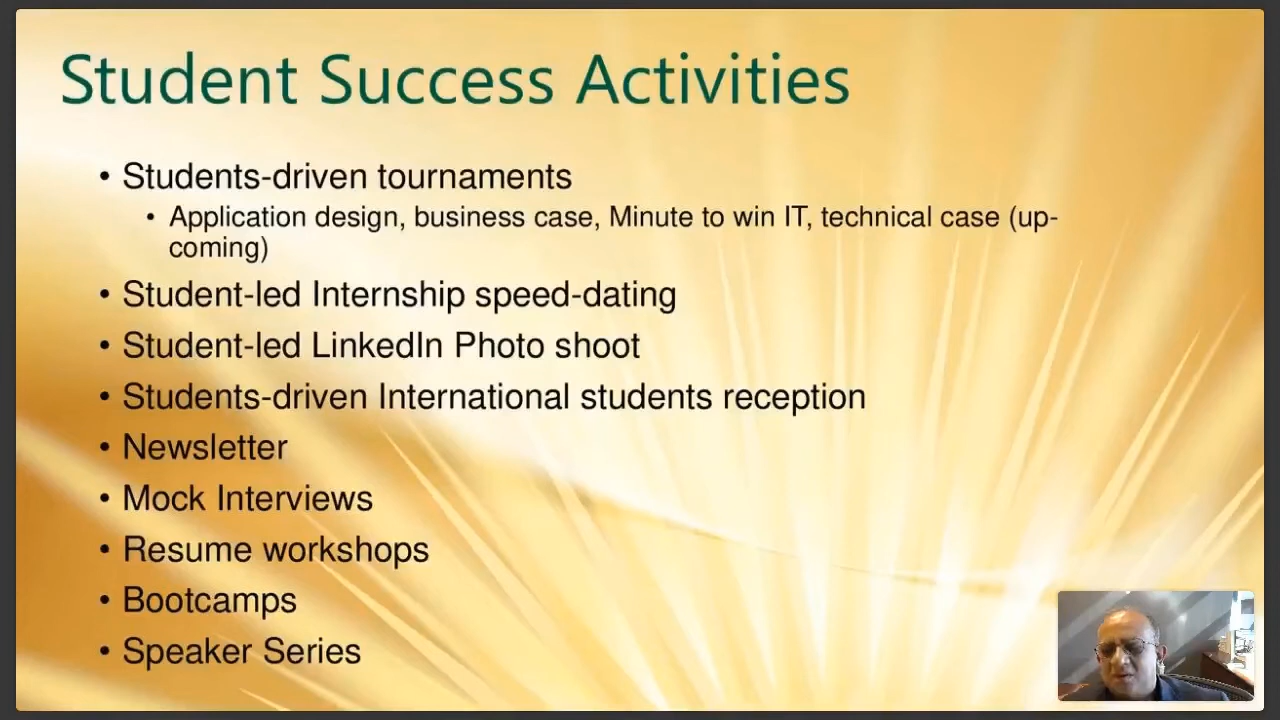 Student Success Activities
• Students-driven tournaments
• Application design, business case, Minute to win IT, technical case (up-
coming)
• Student-led Internship speed-dating
• Student-led LinkedIn Photo shoot
• Students-driven International students reception
• Newsletter
• Mock Interviews
• Resume workshops
• Bootcamps
• Speaker Series